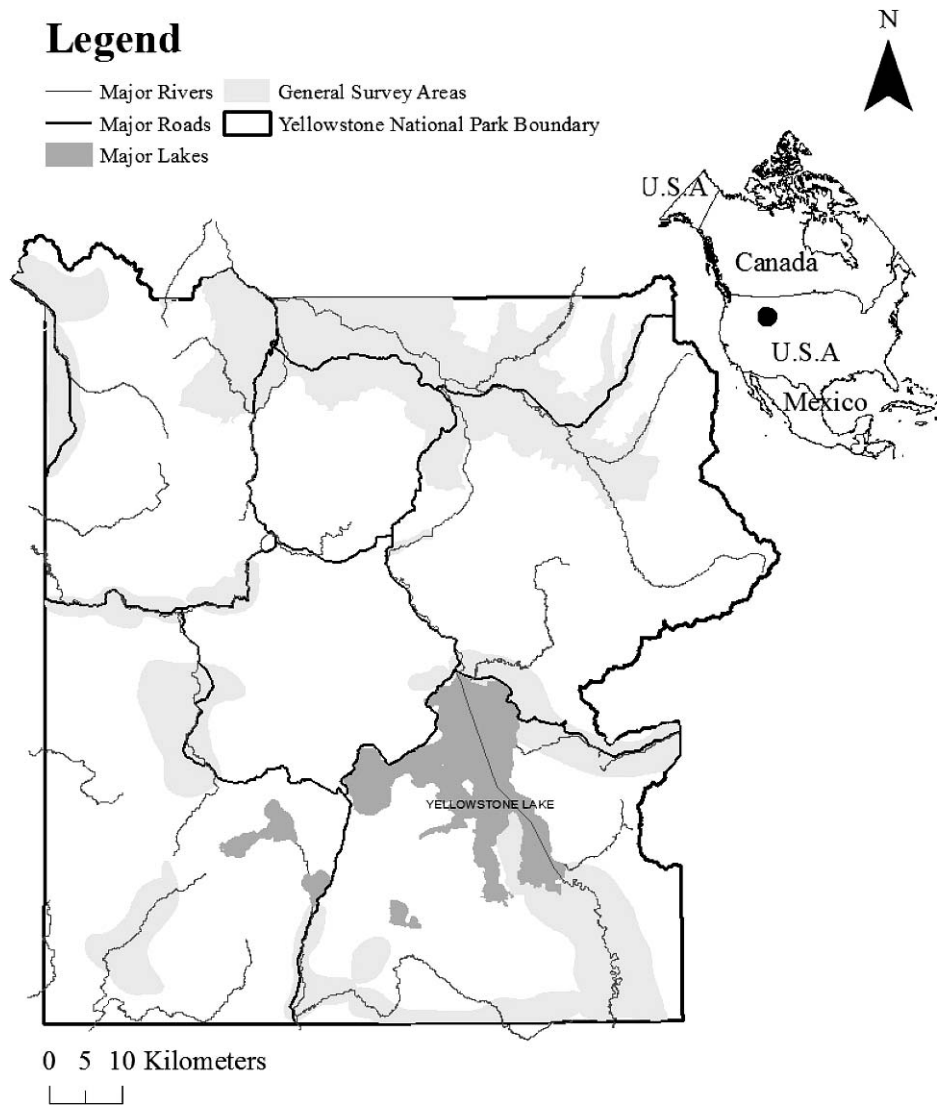 Legend
N
Major Rivers General Survey Areas
Major Roads Yellowstone National Park Boundary
Major Lakes
U.S.A
Canada
U.S.A
Mexico
YELLOWSTONE LAKE
0 5 10 Kilometers